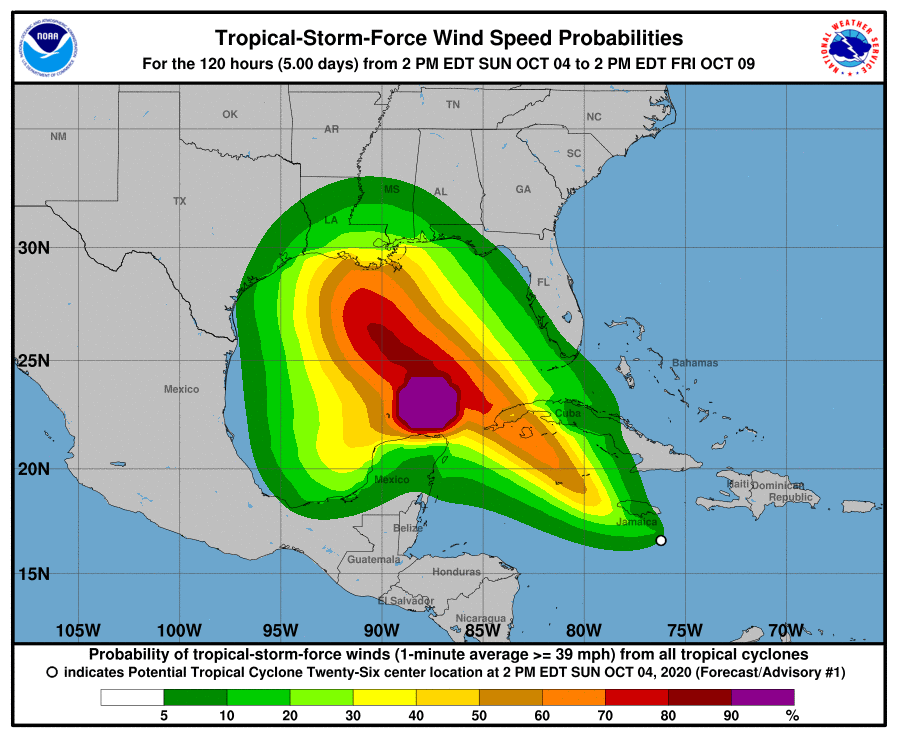 NOAA
Tropical-Storm-Force Wind Speed Probabilities
For the 120 hours (5.00 days) from 2 PM EDT SUN OCT 04 to 2 PM EDT FRI OCT 09
NATIONAL WEATHER SERVICE
NM
OK
AR
TN
NC
SC
TX
LA
MS
AL
GA
FL
30N
25N
20N
15N
Bahamas
Mexico
Cuba
Mexico
Haiti
Dominican
Republic
Jamaica
Belize
Guatemala
Honduras
El Salvador
Nicaragua
105W 100W 95W 90W 85W 80W 75W 70W
Probability of tropical-storm-force winds (1-minute average >= 39 mph) from all tropical cyclones
indicates Potential Tropical Cyclone Twenty-Six center location at 2 PM EDT SUN OCT 04, 2020 (Forecast/Advisory #1)
5 10 20 30 40 50 60 70 80 90 %